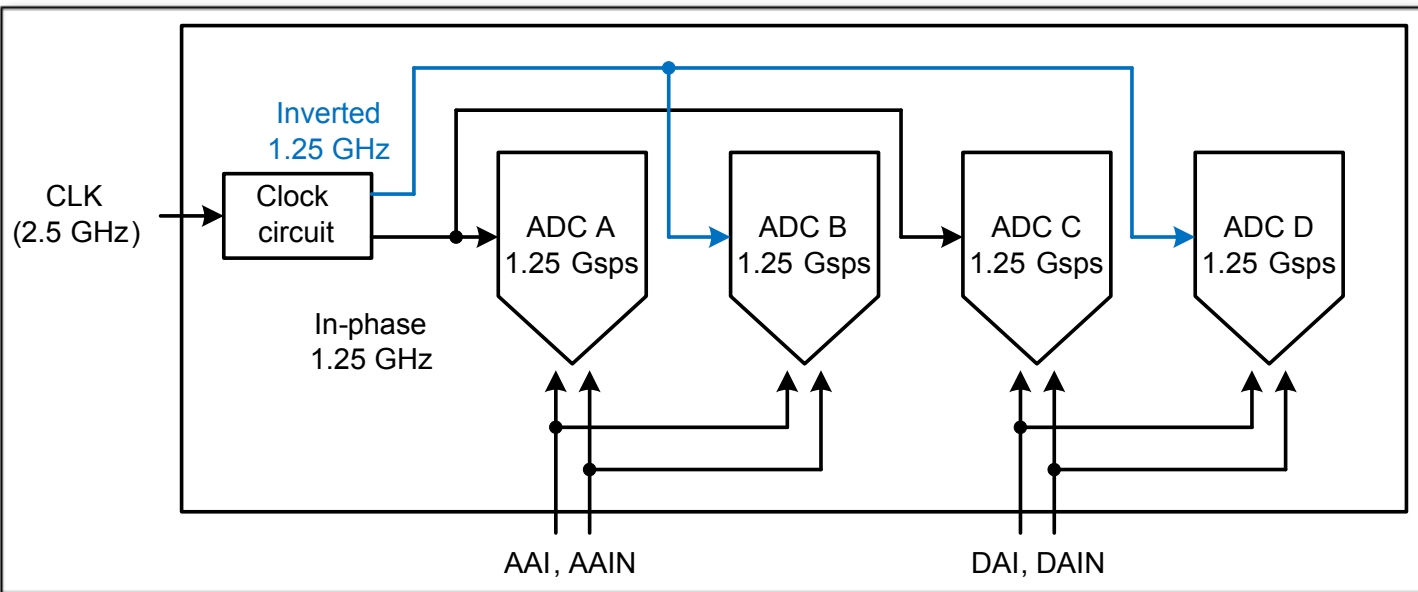 Inverted
1.25 GHz
CLK
(2.5 GHz)
Clock
circuit
ADC A
1.25 Gsps
ADC B
1.25 Gsps
ADC C
1.25 Gsps
ADC D
1.25 Gsps
In-phase
1.25 GHz
AAI, AAIN
DAI, DAIN